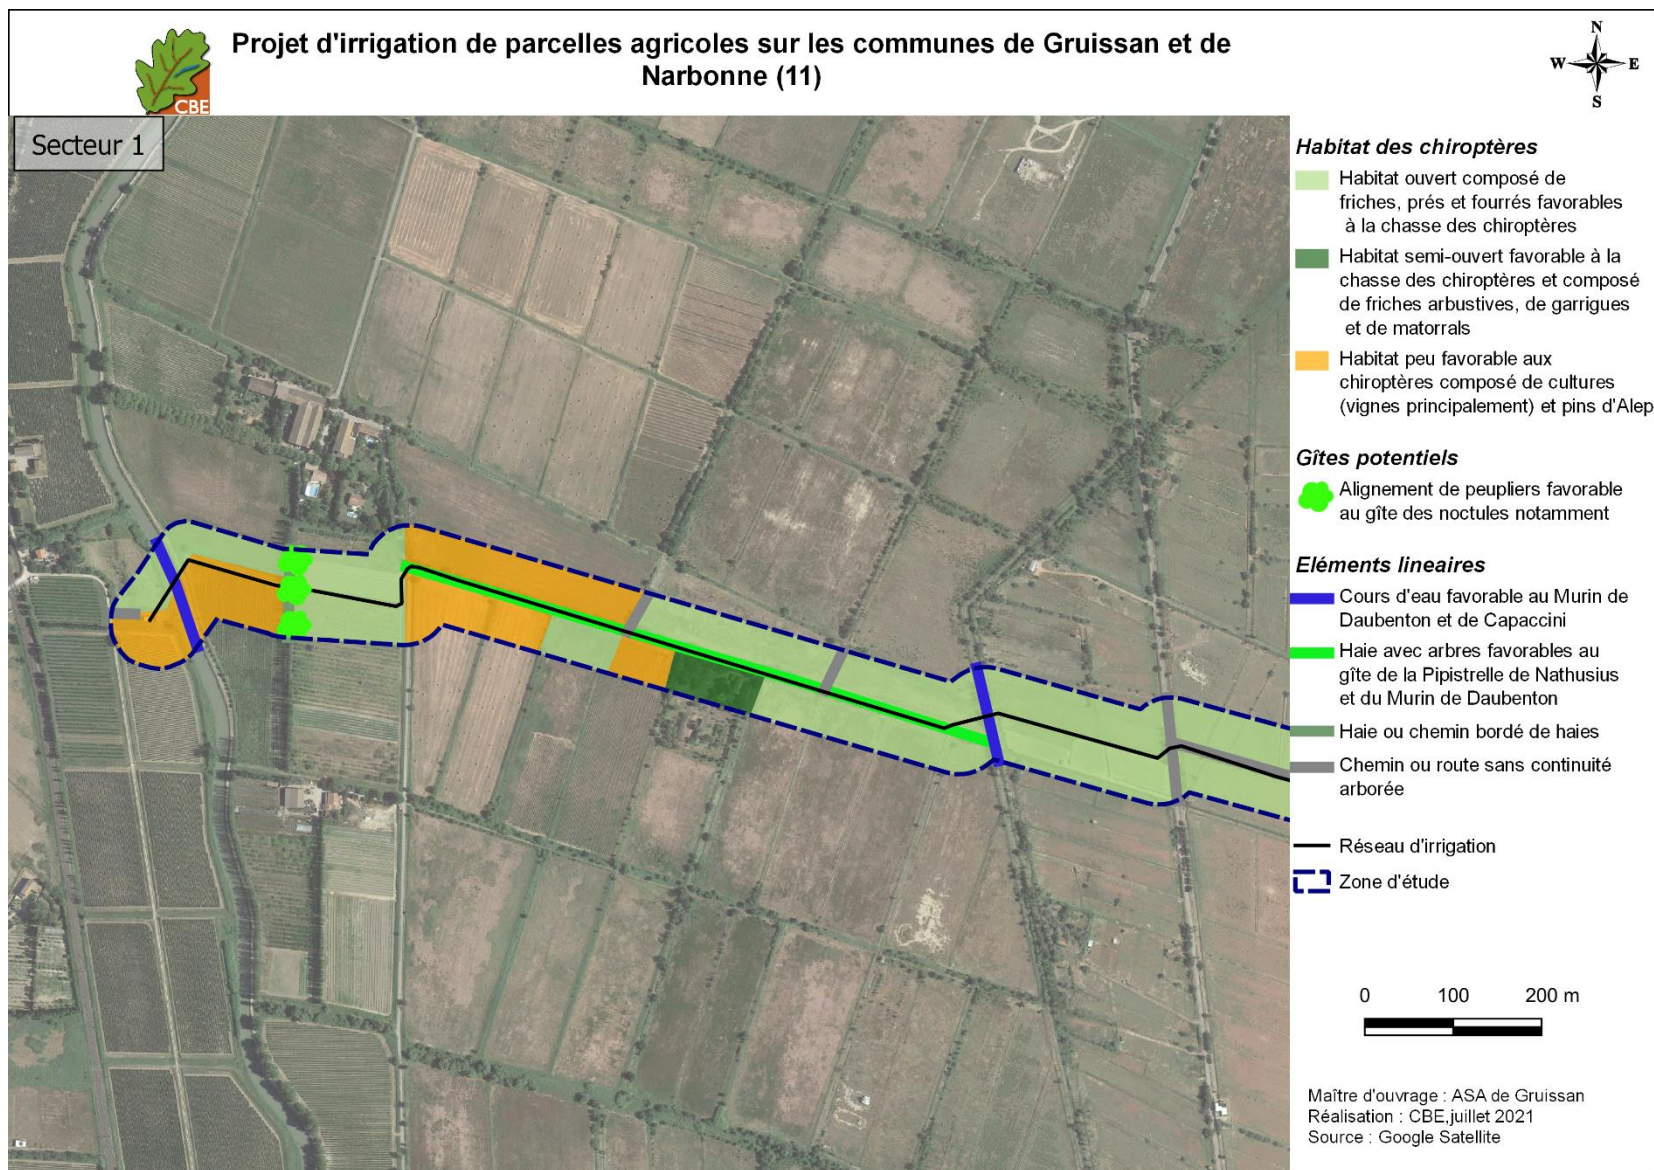 Projet d'irrigation de parcelles agricoles sur les communes de Gruissan et de
Narbonne (11)
CBE
N
W
E
S
Secteur 1
Habitat des chiroptères
Habitat ouvert composé de
friches, prés et fourrés favorables
à la chasse des chiroptères
Habitat semi-ouvert favorable à la
chasse des chiroptères et composé
de friches arbustives, de garrigues
et de matorrals
Habitat peu favorable aux
chiroptères composé de cultures
(vignes principalement) et pins d'Alep
Gîtes potentiels
Alignement de peupliers favorable
au gîte des noctules notamment
Eléments lineaires
Cours d'eau favorable au Murin de
Daubenton et de Capaccini
Haie avec arbres favorables au
gîte de la Pipistrelle de Nathusius
et du Murin de Daubenton
Haie ou chemin bordé de haies
Chemin ou route sans continuité
arborée
Réseau d'irrigation
Zone d'étude
0 100 200 m
Maître d'ouvrage : ASA de Gruissan
Réalisation : CBE,juillet 2021
Source : Google Satellite